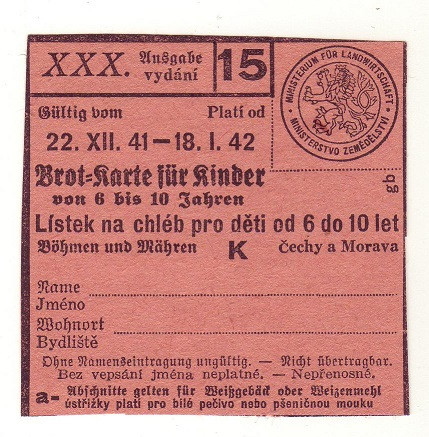 XXX. Ausgabe
vydání 15
MINISTERIUM FÜR LANDWIRTSCHAFT
MINISTERSTVO ZEMĚDĚLSTVÍ
Gültig vom Platí od
22. XII. 41–18. I. 42
Brot-Karte für Kinder
von 6 bis 10 Jahren
gb
Lístek na chléb pro děti od 6 do 10 let
Böhmen und Mähren K Čechy a Morava
Name
Jméno
Wohnort
Bydliště
Ohne Namenseintragung ungültig. — Nicht übertragbar.
Bez vepsání jména neplatné. — Nepřenosné.
a- Abschnitte gelten für Weißgebäck oder Weizenmehl
ústřižky platí pro bílé pečivo nebo pšeničnou mouku